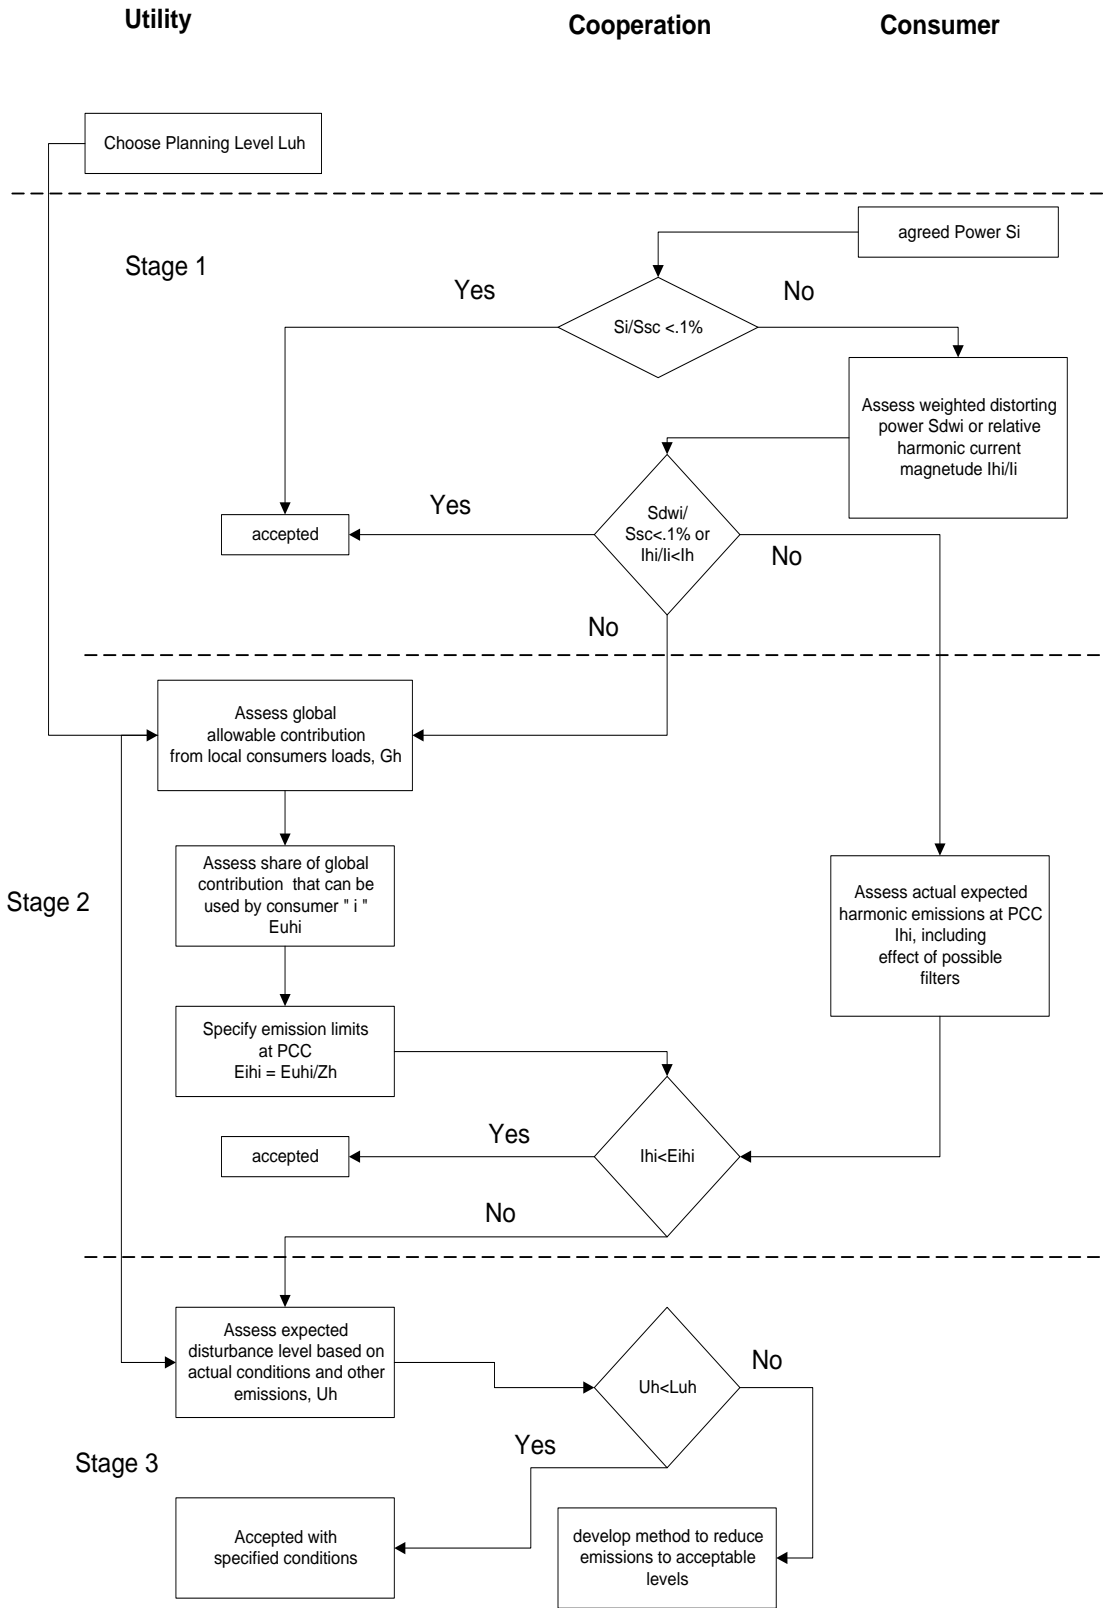 Utility
Cooperation
Consumer
Choose Planning Level Luh
agreed Power Si
Stage 1
Yes
No
Si/Ssc <.1%
Assess weighted distorting
power Sdwi or relative
harmonic current
magnetude Ihi/Ii
Yes
accepted
Sdwi/
Ssc<.1% or
Ihi/Ii<Ih
No
No
Assess global
allowable contribution
from local consumers loads, Gh
Stage 2
Assess share of global
contribution that can be
used by consumer " i "
Euhi
Assess actual expected
harmonic emissions at PCC
Ihi, including
effect of possible
filters
Specify emission limits
at PCC
Eihi = Euhi/Zh
Yes
accepted
Ihi<Eihi
No
Assess expected
disturbance level based on
actual conditions and other
emissions, Uh
No
Uh<Luh
Yes
Stage 3
Accepted with
specified conditions
develop method to reduce
emissions to acceptable
levels